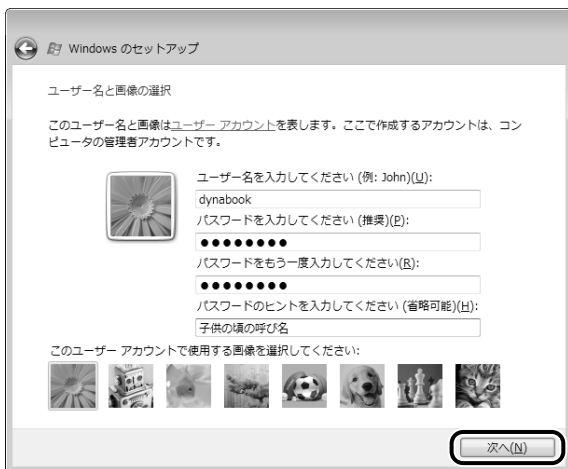 Windows のセットアップ
ユーザー名と画像の選択
このユーザー名と画像はユーザー アカウントを表します。ここで作成するアカウントは、コン
ピュータの管理者アカウントです。
ユーザー名を入力してください (例: John)(U):
dynabook
パスワードを入力してください (推奨)(P):
●●●●●●●●
パスワードをもう一度入力してください(R):
●●●●●●●●
パスワードのヒントを入力してください (省略可能)(H):
子供の頃の呼び名
このユーザー アカウントで使用する画像を選択してください:
次へ(N)